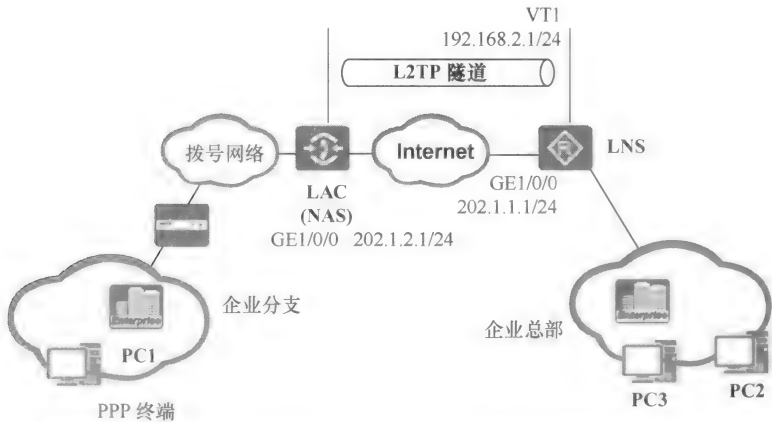 VT1
192.168.2.1/24
L2TP 隧道
拨号网络
Internet
LNS
LAC
(NAS)
GE1/0/0 202.1.2.1/24
GE1/0/0
202.1.1.1/24
Enterprise
企业分支
PC1
PPP 终端
企业总部
Enterprise
PC3
PC2